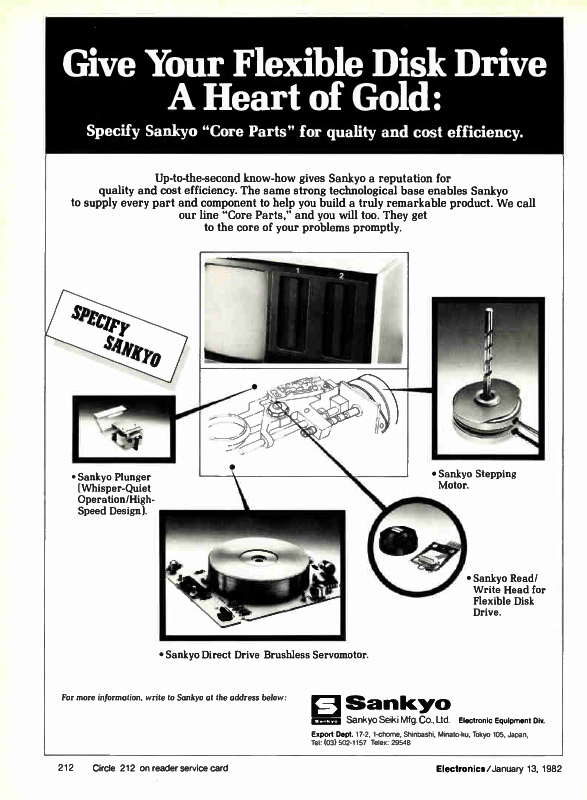 Give Your Flexible Disk Drive
A Heart of Gold:
Specify Sankyo “Core Parts” for quality and cost efficiency.
Up-to-the-second know-how gives Sankyo a reputation for
quality and cost efficiency. The same strong technological base enables Sankyo
to supply every part and component to help you build a truly remarkable product. We call
our line “Core Parts,” and you will too. They get
to the core of your problems promptly.
1 2
SPECIFY
SANKYO
• Sankyo Plunger
(Whisper-Quiet
Operation/High-
Speed Design).
• Sankyo Stepping
Motor.
• Sankyo Read/
Write Head for
Flexible Disk
Drive.
• Sankyo Direct Drive Brushless Servomotor.
For more information, write to Sankyo at the address below:
Sankyo
Sankyo
Sankyo Seiki Mfg. Co., Ltd. Electronic Equipment Div.
Export Dept. 17-2, 1-chome, Shinbashi, Minato-ku, Tokyo 105, Japan,
Tel: (03) 502-1157 Telex: 29548
212 Circle 212 on reader service card
Electronics/January 13, 1982